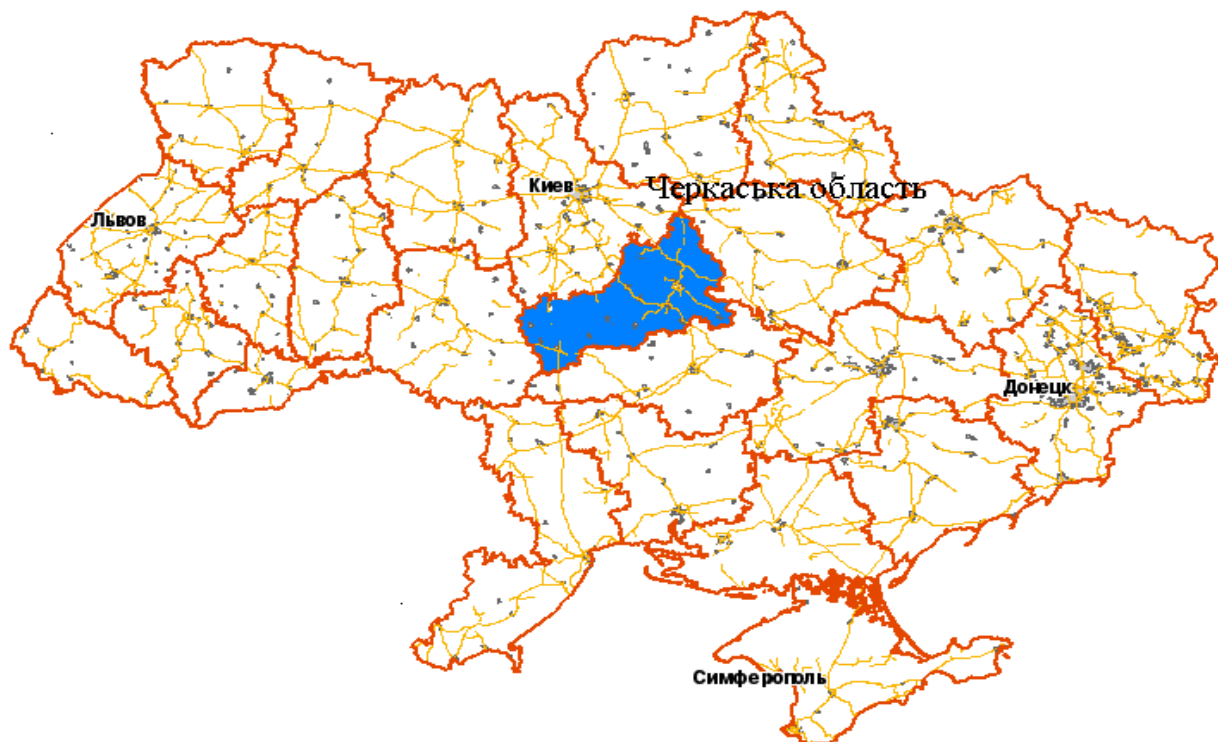 Киев
Черкаська область
Львов
Донецк
Симферополь